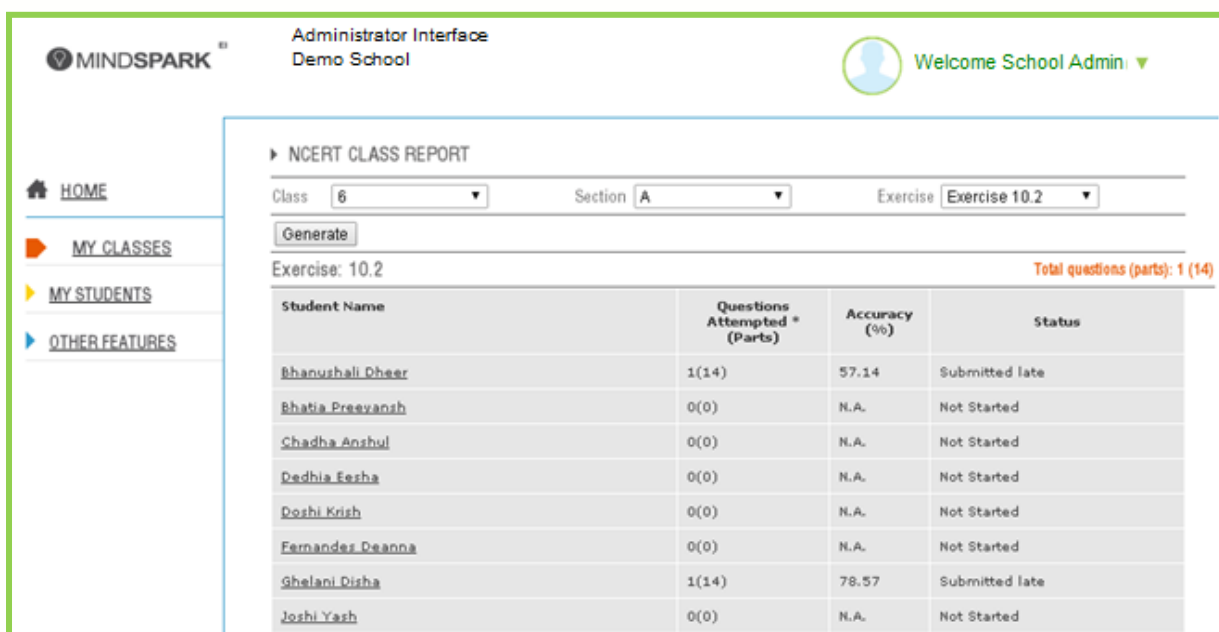 MINDSPARK EI
Administrator Interface
Demo School
Welcome School Admin ▼
HOME
MY CLASSES
MY STUDENTS
OTHER FEATURES
NCERT CLASS REPORT
Class 6 Section A Exercise Exercise 10.2
Generate
Exercise: 10.2 Total questions (parts): 1 (14)
Student Name Questions Attempted * (Parts) Accuracy (%) Status
Bhanushali Dheer 1(14) 57.14 Submitted late
Bhatia Preeyansh 0(0) N.A. Not Started
Chadha Anshul 0(0) N.A. Not Started
Dedhia Eesha 0(0) N.A. Not Started
Doshi Krish 0(0) N.A. Not Started
Fernandes Deanna 0(0) N.A. Not Started
Ghelani Disha 1(14) 78.57 Submitted late
Joshi Yash 0(0) N.A. Not Started